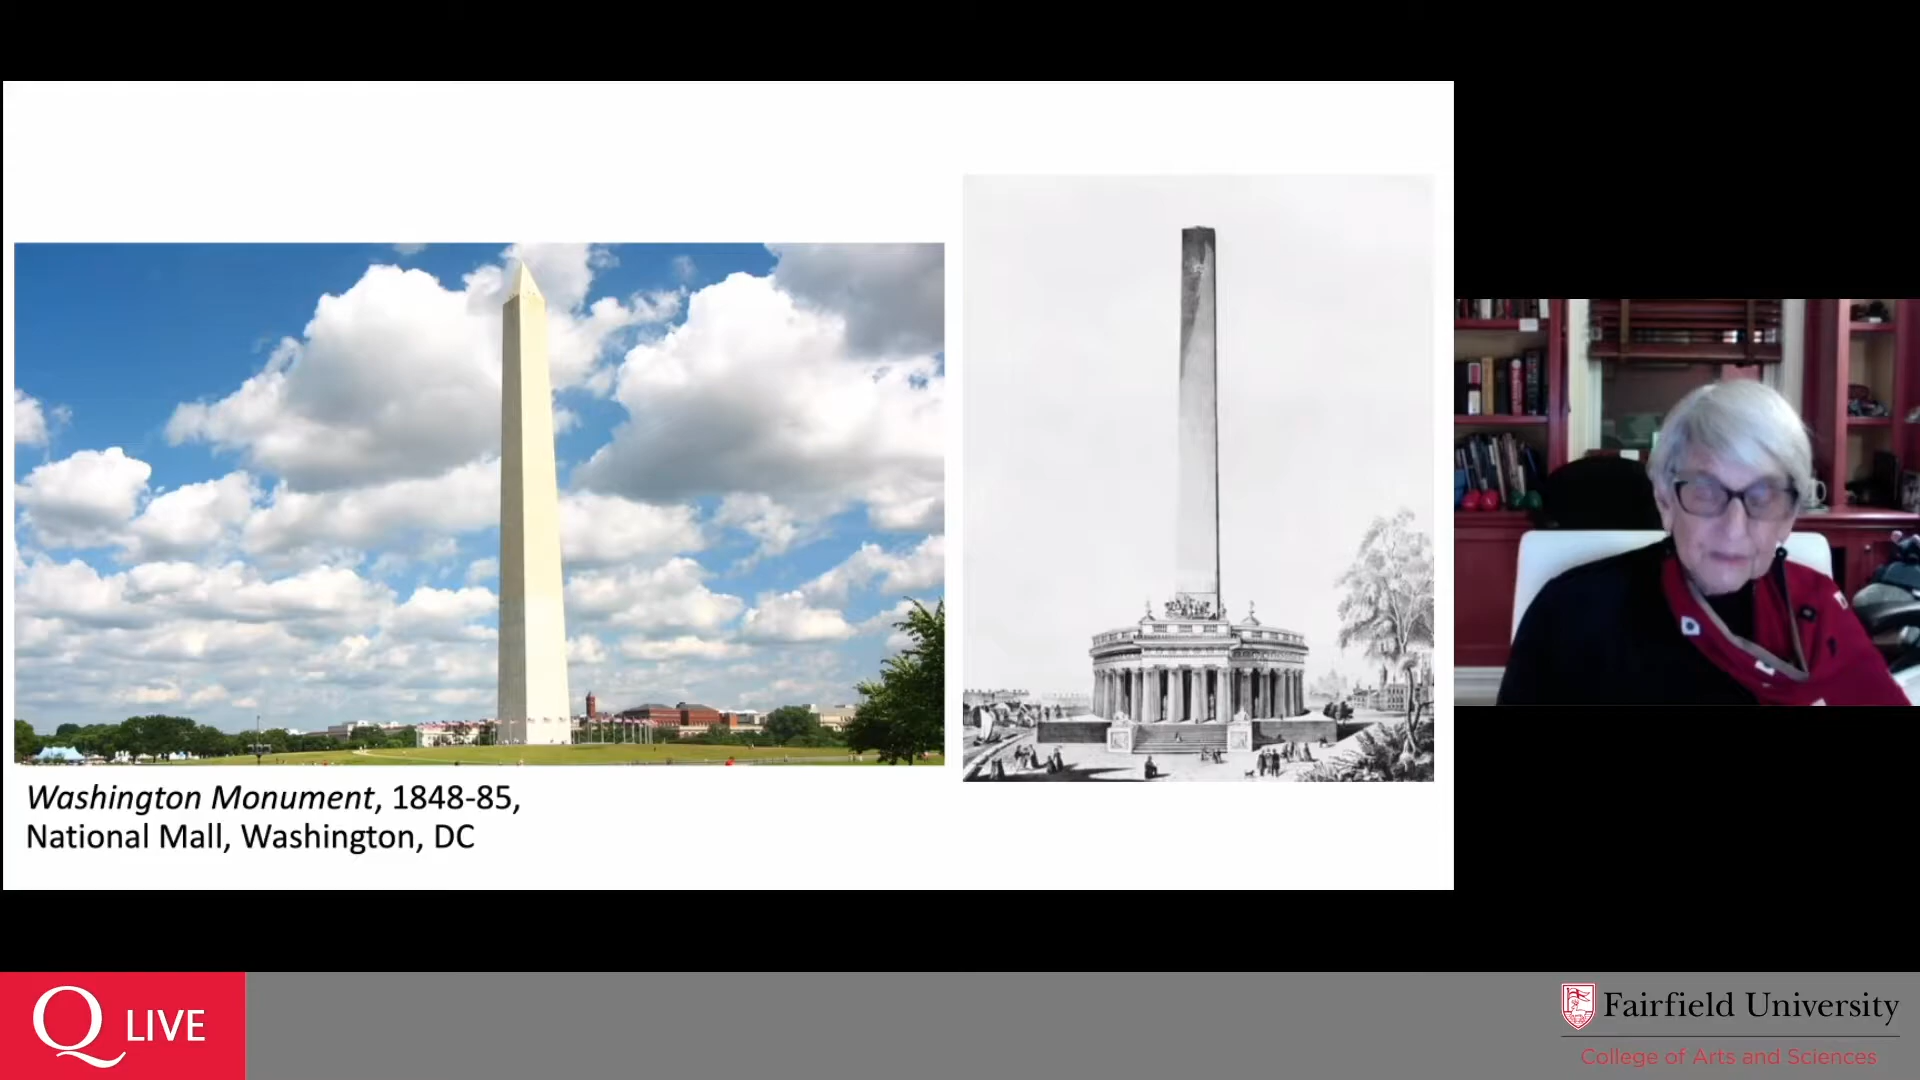 Washington Monument, 1848-85,
National Mall, Washington, DC
Q LIVE
Fairfield University
College of Arts and Sciences